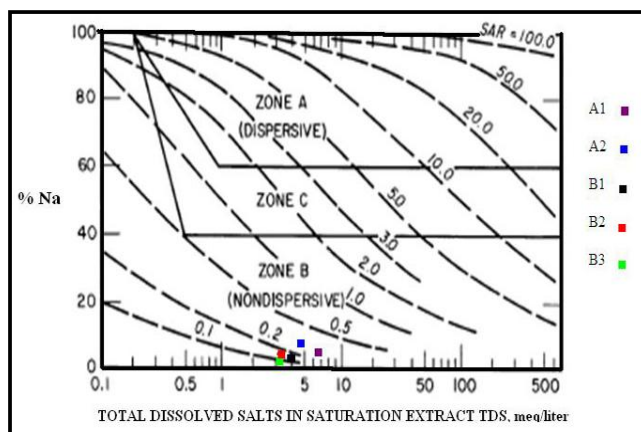 SAR = 100.0
100
50.0
ZONE A
(DISPERSIVE)
80
20.0
10.0
60
ZONE C
5.0
3.0
40
2.0
ZONE B
(NONDISPERSIVE)
1.0
20
0.5
0.2
0.1
0
% Na
0.1 0.5 1 5 10 50 100 500
TOTAL DISSOLVED SALTS IN SATURATION EXTRACT TDS, meq/liter
A1
A2
B1
B2
B3